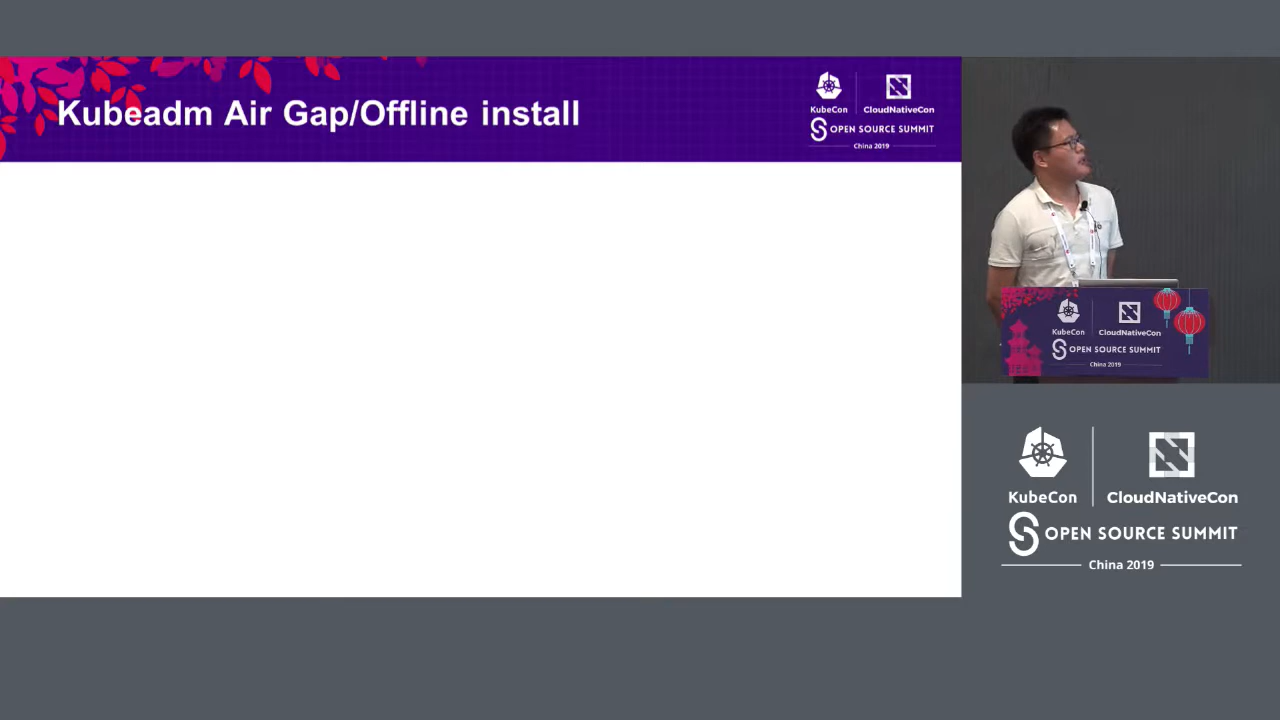 Kubeadm Air Gap/Offline install
KubeCon
CloudNativeCon
OPEN SOURCE SUMMIT
China 2019
KubeCon
CloudNativeCon
OPEN SOURCE SUMMIT
China 2019
KubeCon
CloudNativeCon
OPEN SOURCE SUMMIT
China 2019